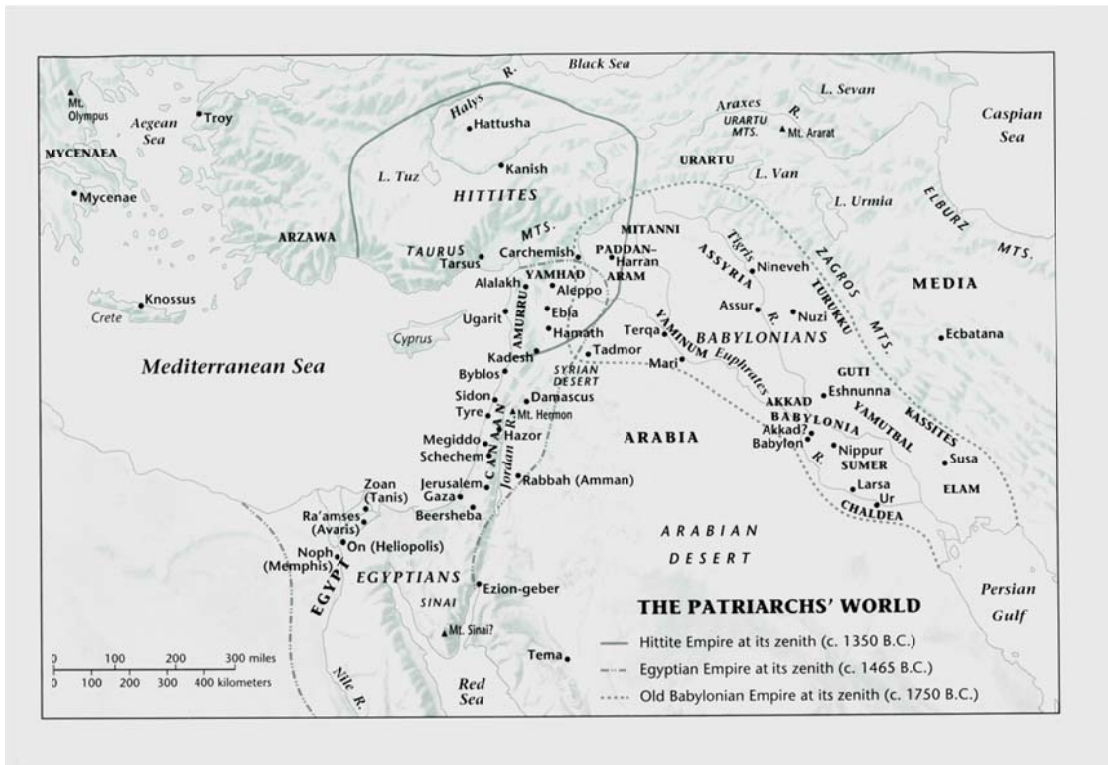 Black Sea
Mt.
Olympus
Aegean
Sea
Troy
MYCENAEA
Mycenae
Halys
R.
Hattusha
Kanish
L. Tuz
HITTITES
Araxes
R.
URARTU
MTS.
Mt. Ararat
L. Sevan
Caspian
Sea
URARTU
L. Van
L. Urmia
ELBURZ
MTS.
ARZAWA
TAURUS
MTS.
Tarsus
Carchemish
MITANNI
PADDAN–
Harran
ARAM
Tigris
R.
ASSYRIA
Nineveh
ZAGROS
MTS.
TURUKKU
MEDIA
Knossus
Crete
Cyprus
Alalakh
YAMHAD
Aleppo
Ugarit
AMURRU
Ebla
Hamath
Assur
Nuzi
Terqa
YAMINUM
BABYLONIANS
Ecbatana
Mediterranean Sea
Kadesh
Tadmor
Mari
Euphrates
R.
Byblos
SYRIAN
DESERT
GUTI
Eshnunna
Sidon
Damascus
Tyre
Mt. Hermon
AKKAD
BABYLONIA
YAMUTBAL
KASSITES
Hazor
Megiddo
Schechem
CANAAN
Jordan R.
ARABIA
Akkad?
Babylon
Nippur
SUMER
Susa
ELAM
Zoan
(Tanis)
Jerusalem
Gaza
Rabbah (Amman)
Larsa
Ur
CHALDEA
Ra'amses
(Avaris)
Beersheba
On (Heliopolis)
Noph
(Memphis)
EGYPT
EGYPTIANS
SINAI
Ezion-geber
ARABIAN
DESERT
Persian
Gulf
Mt. Sinai?
Tema
Nile R.
Red
Sea
THE PATRIARCHS' WORLD
Hittite Empire at its zenith (c. 1350 B.C.)
Egyptian Empire at its zenith (c. 1465 B.C.)
Old Babylonian Empire at its zenith (c. 1750 B.C.)
0 100 200 300 miles
0 100 200 300 400 kilometers